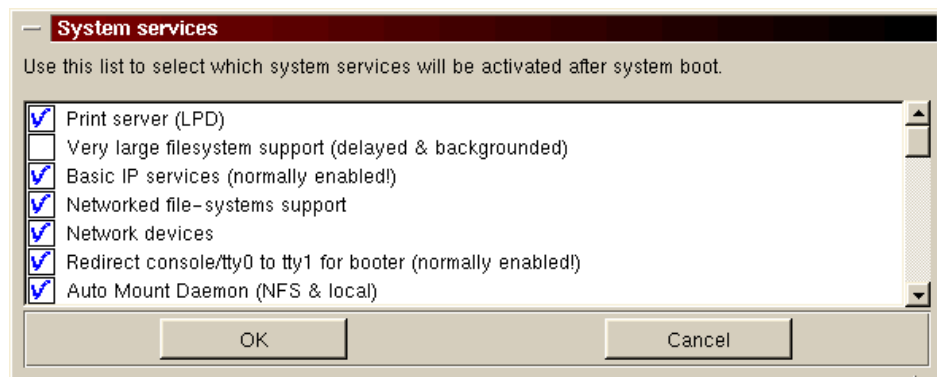 System services
Use this list to select which system services will be activated after system boot.
Print server (LPD)
Very large filesystem support (delayed & backgrounded)
Basic IP services (normally enabled!)
Networked file-systems support
Network devices
Redirect console/tty0 to tty1 for booter (normally enabled!)
Auto Mount Daemon (NFS & local)
OK
Cancel